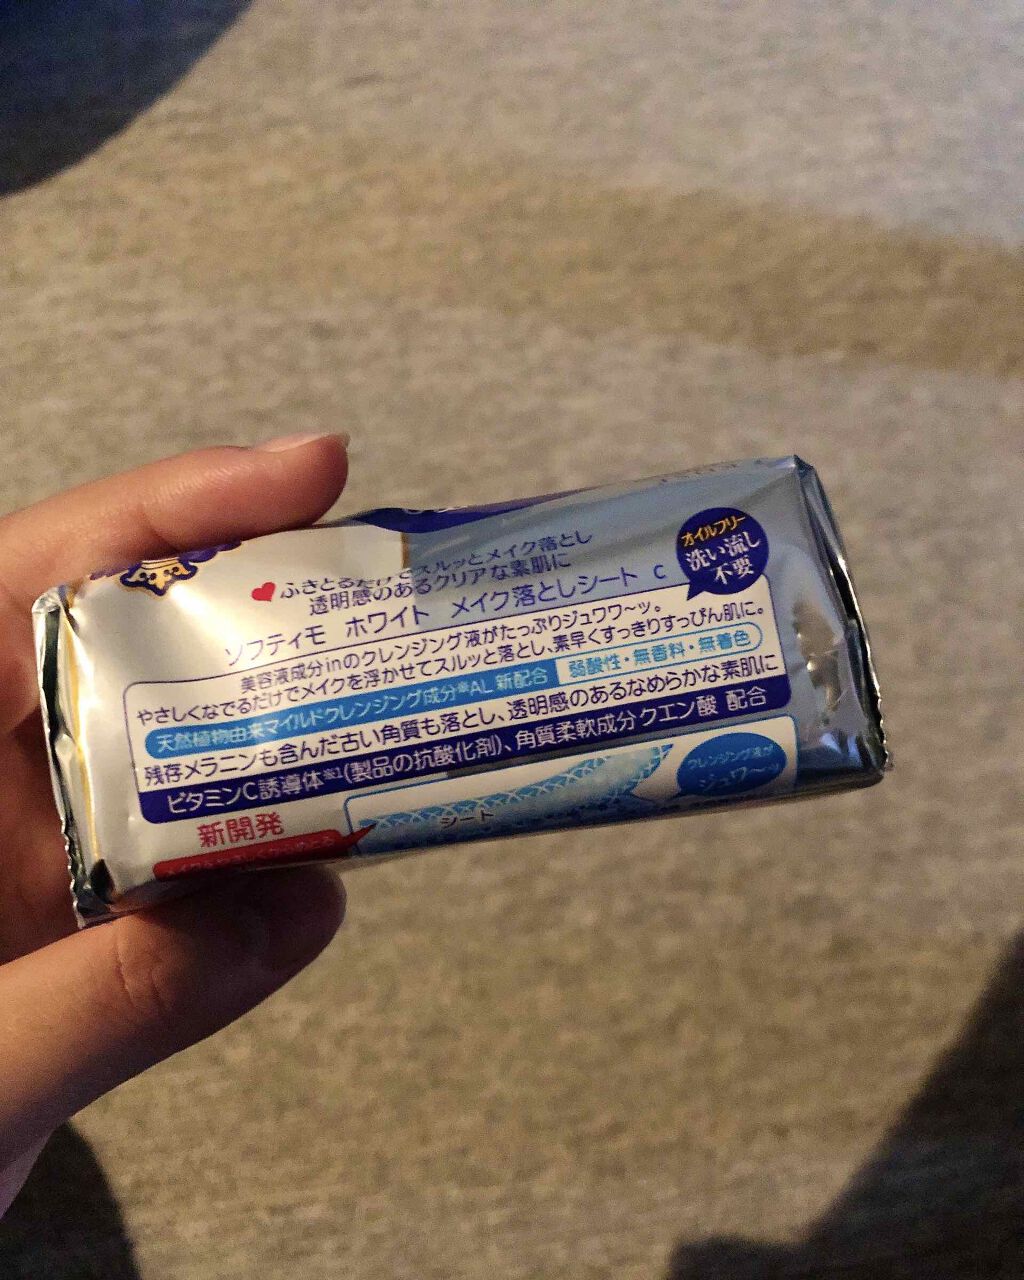 オイルフリー
洗い流し
不要
ふきとるだけでスルッとメイク落とし
透明感のあるクリアな素肌に
ソフティモ ホワイト メイク落としシート c
美容液成分inのクレンジング液がたっぷりジュワワ〜ッ。
やさしくなでるだけでメイクを浮かせてスルッと落とし、素早くすっきりすっぴん肌に。
天然植物由来マイルドクレンジング成分※AL 新配合 弱酸性・無香料・無着色
残存メラニンも含んだ古い角質も落とし、透明感のあるなめらかな素肌に
ビタミンC誘導体※1(製品の抗酸化剤)、角質柔軟成分クエン酸 配合
新開発
シート
クレンジング液が
ジュワ〜ッ